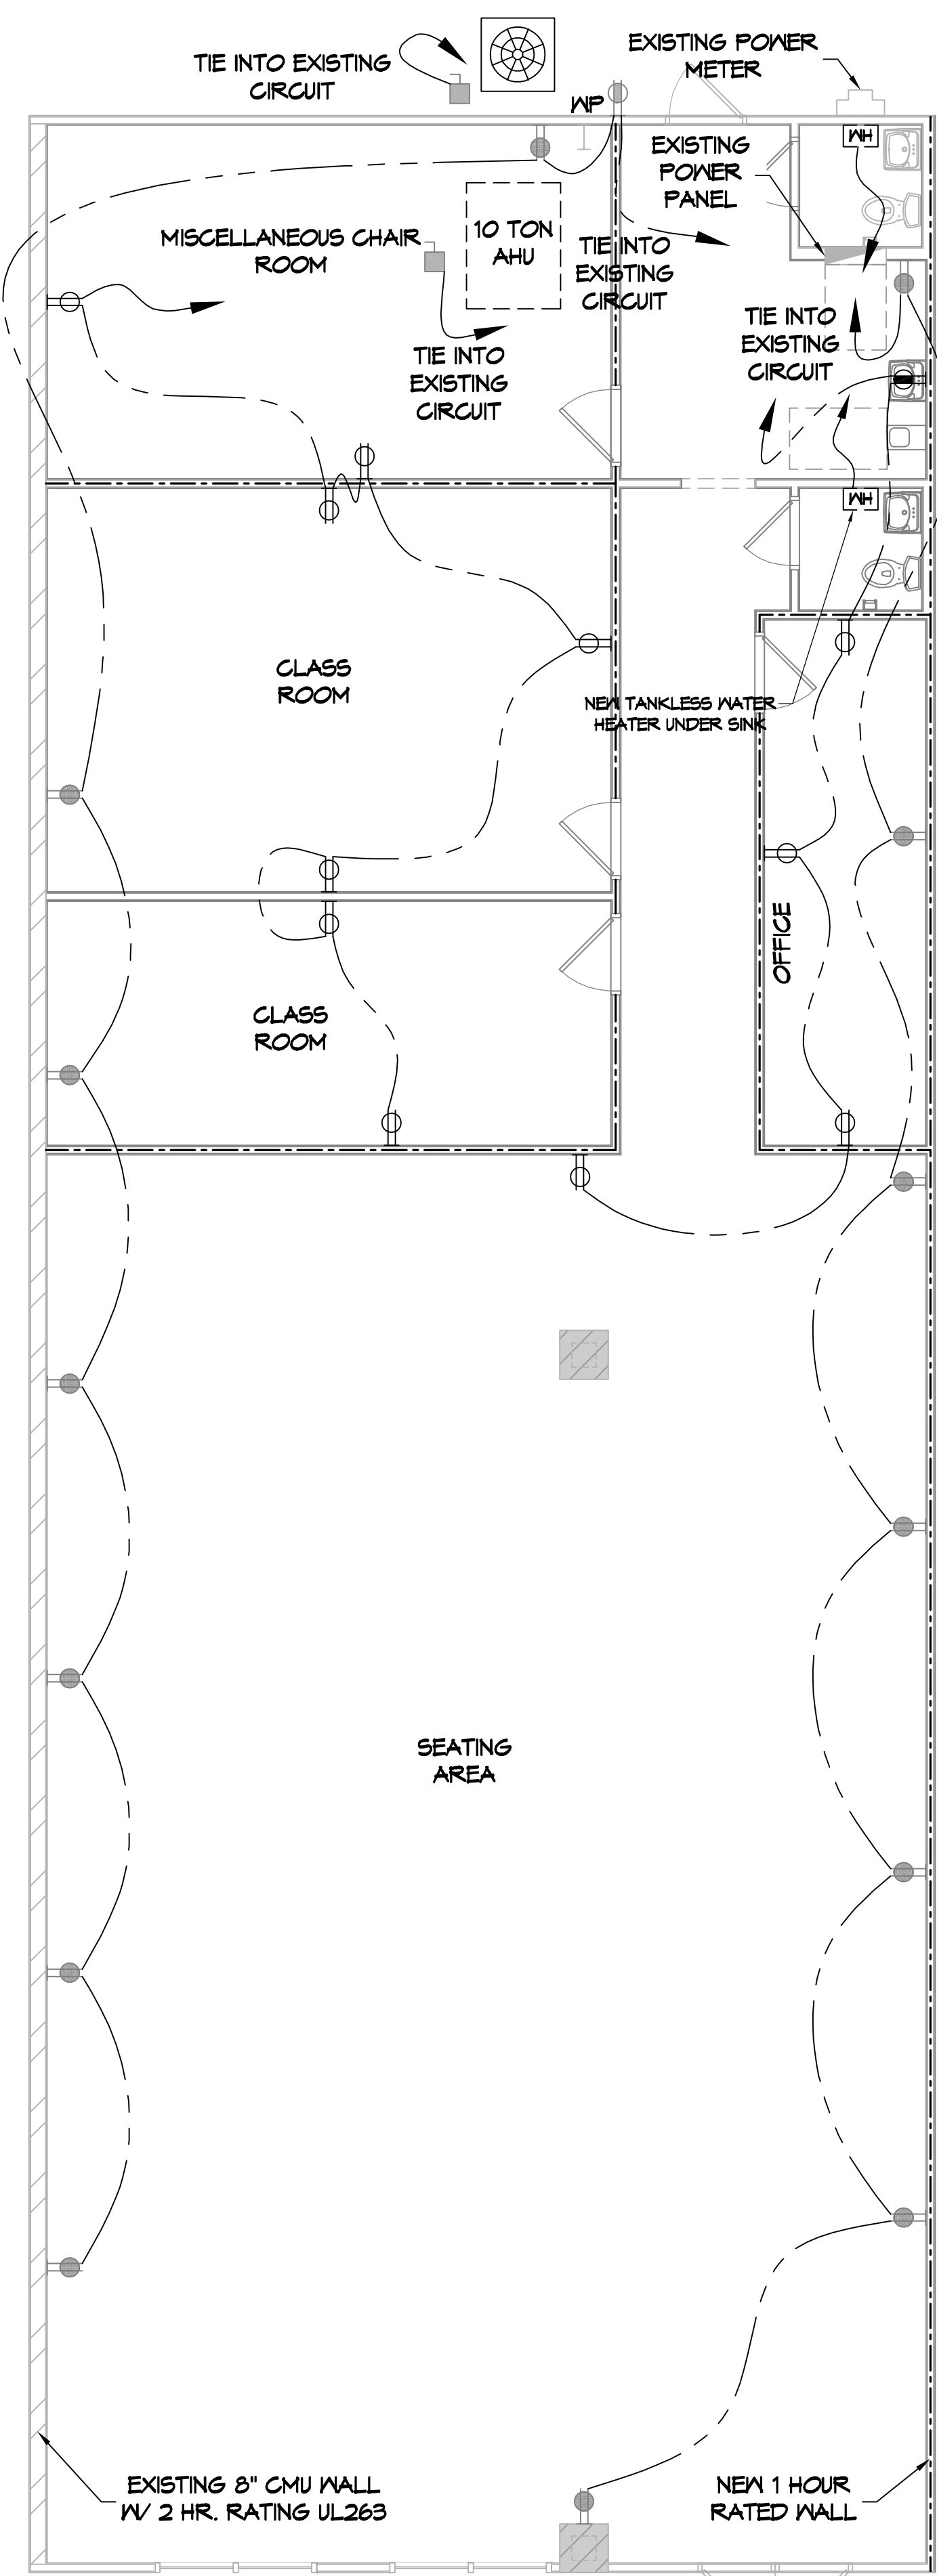 TIE INTO EXISTING
CIRCUIT
EXISTING POWER
METER
WP
WH
EXISTING
POWER
PANEL
MISCELLANEOUS CHAIR
ROOM
10 TON
AHU
TIE INTO
EXISTING
CIRCUIT
TIE INTO
EXISTING
CIRCUIT
TIE INTO
EXISTING
CIRCUIT
WH
CLASS
ROOM
NEW TANKLESS WATER
HEATER UNDER SINK
OFFICE
CLASS
ROOM
SEATING
AREA
EXISTING 8" CMU WALL
W/ 2 HR. RATING UL263
NEW 1 HOUR
RATED WALL